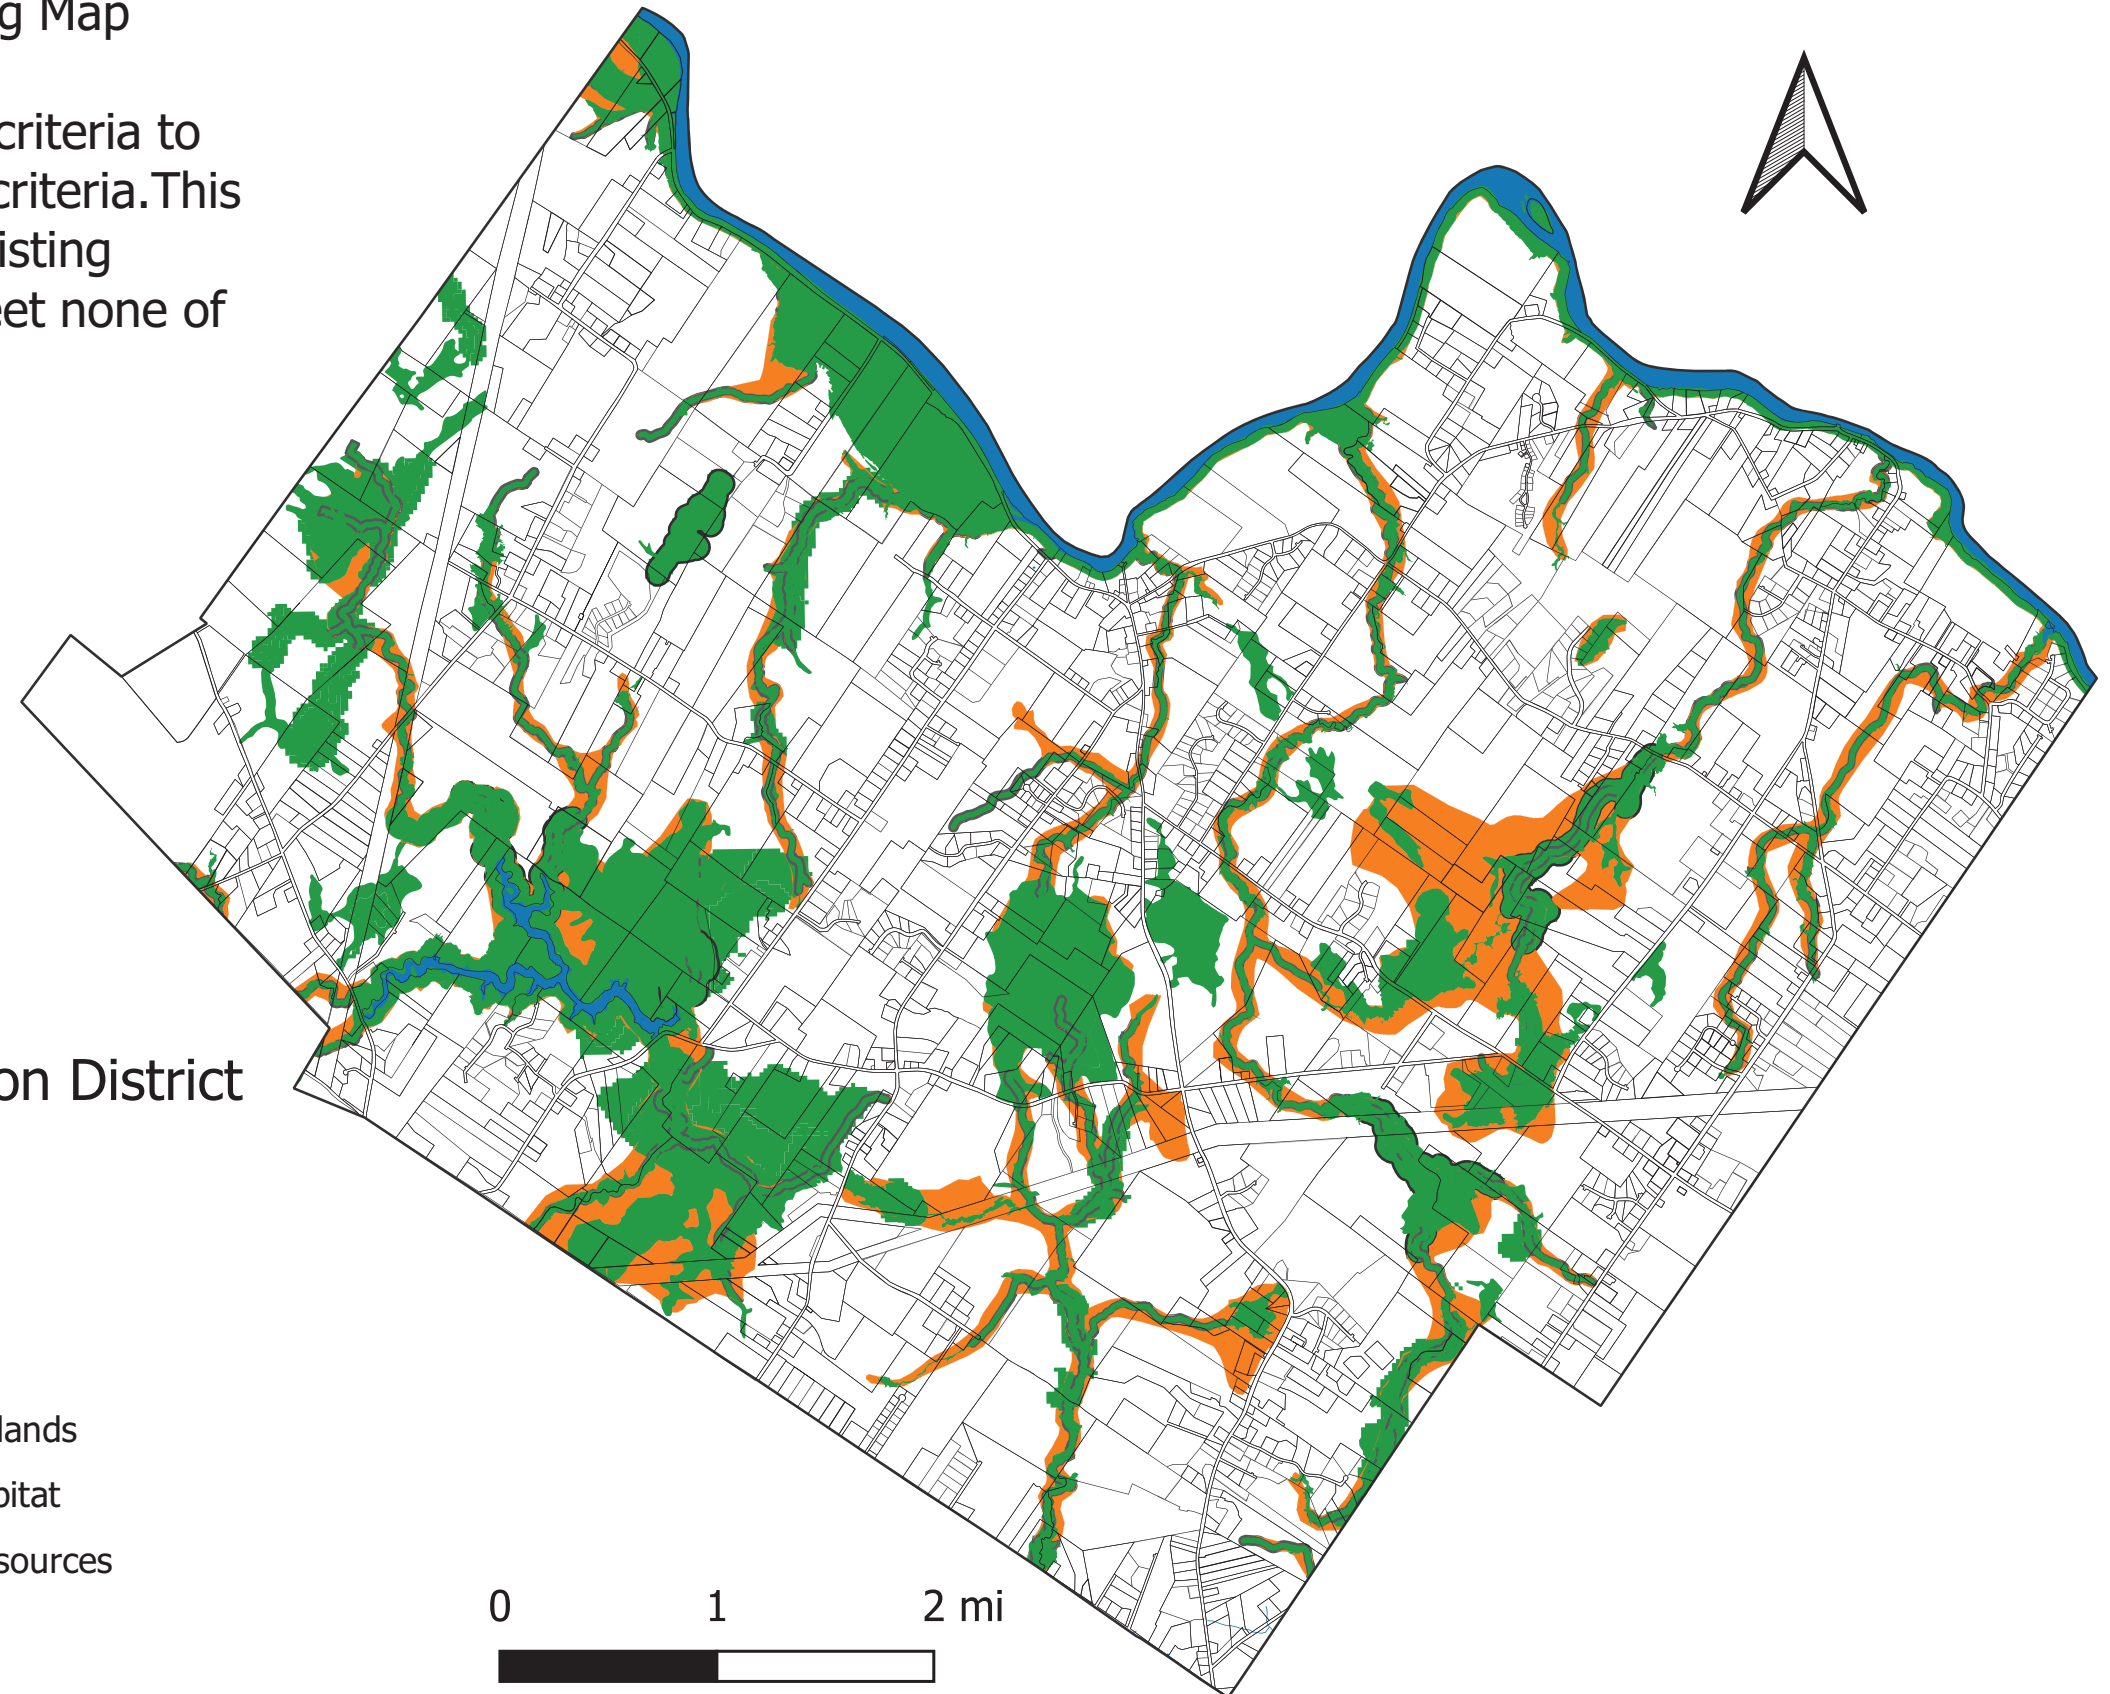 g Map
criteria to
criteria.This
isting
eet none of
on District
lands
bitat
sources
0 1 2 mi